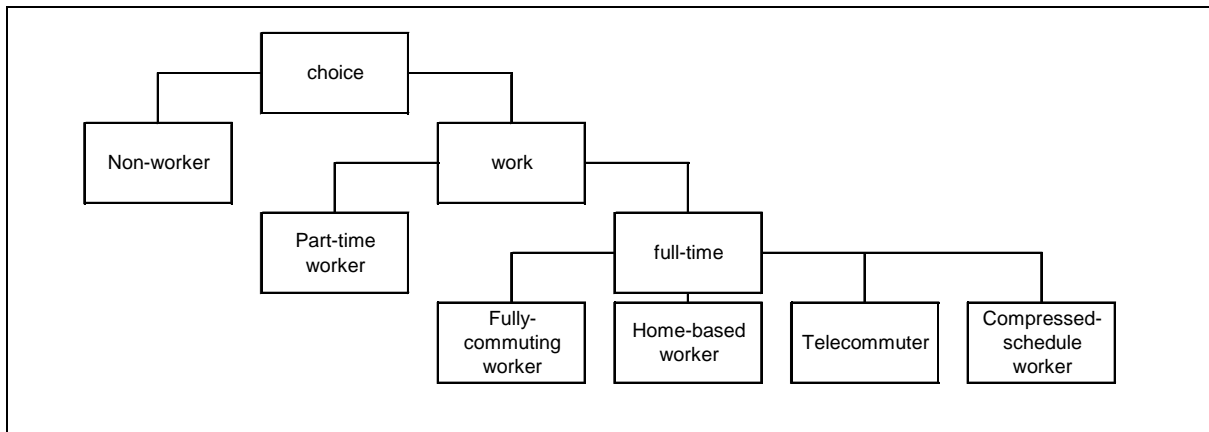 choice
Non-worker
work
Part-time
worker
full-time
Fully-
commuting
worker
Home-based
worker
Telecommuter
Compressed-
schedule
worker